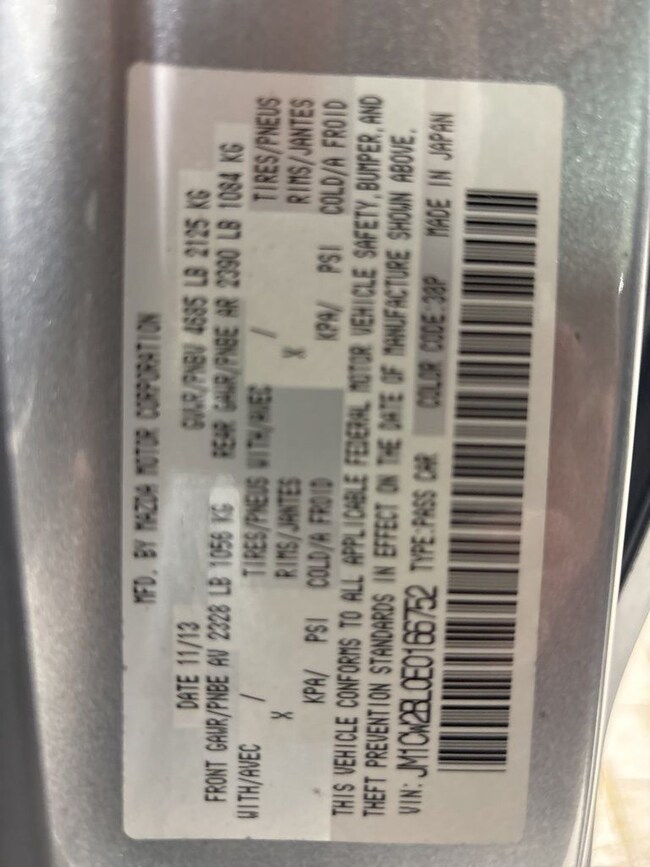 MFD. BY MAZDA MOTOR CORPORATION
DATE 11/13 GVWR/PNBV 4685 LB 2125 KG
FRONT GAWR/PNBE AV 2328 LB 1056 KG REAR GAWR/PNBE AR 2390 LB 1084 KG
WITH/AVEC / TIRES/PNEUS WITH/AVEC / TIRES/PNEUS
X RIMS/JANTES X RIMS/JANTES
KPA/ PSI COLD/A FROID KPA/ PSI COLD/A FROID
THIS VEHICLE CONFORMS TO ALL APPLICABLE FEDERAL MOTOR VEHICLE SAFETY, BUMPER, AND
THEFT PREVENTION STANDARDS IN EFFECT ON THE DATE OF MANUFACTURE SHOWN ABOVE.
VIN: JM1CW2BL0E0166752 TYPE:PASS CAR COLOR CODE:38P MADE IN JAPAN